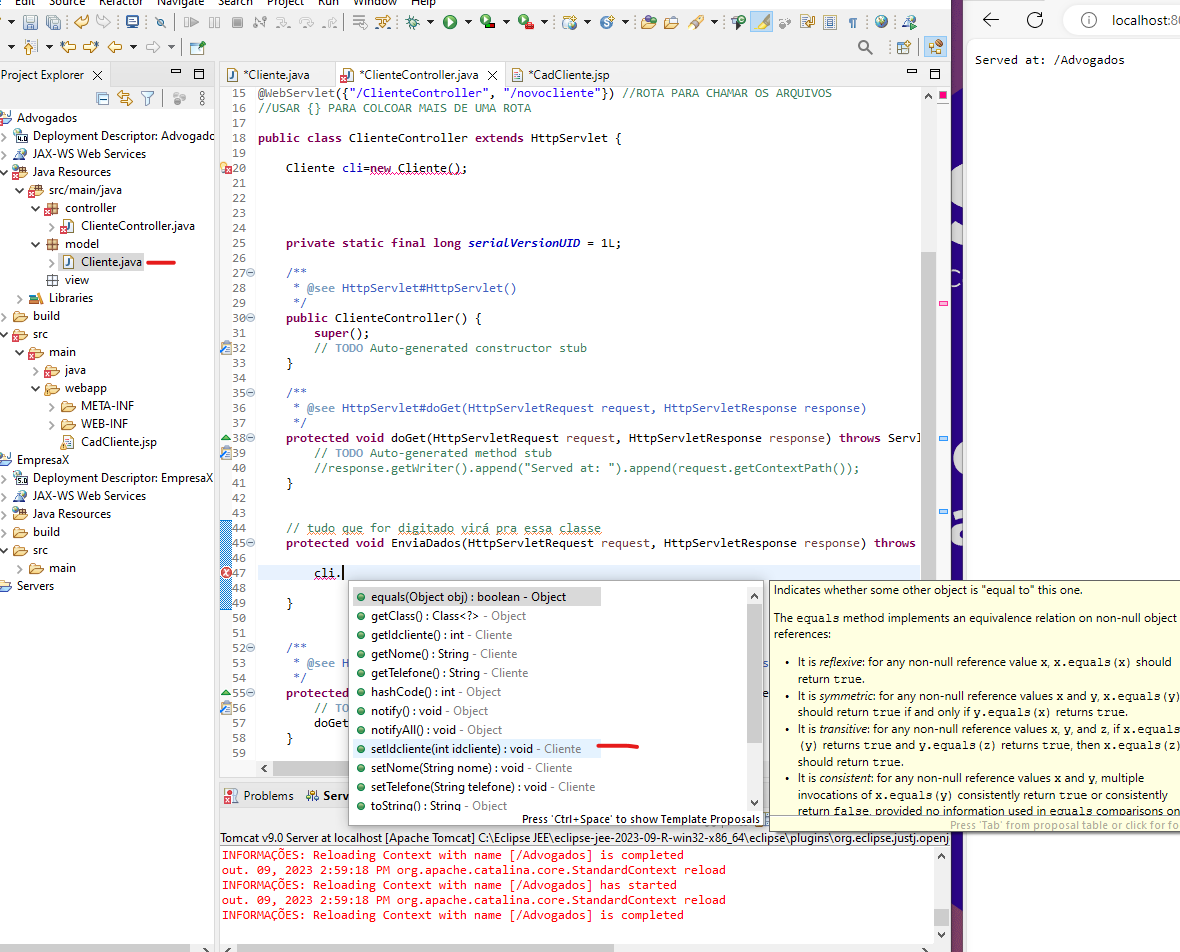 Edit Source Refactor Navigate Search Project Run Window Help
Project Explorer
Advogados
Deployment Descriptor: Advogado
JAX-WS Web Services
Java Resources
src/main/java
controller
ClienteController.java
model
Cliente.java
view
Libraries
build
src
main
java
webapp
META-INF
WEB-INF
CadCliente.jsp
EmpresaX
Deployment Descriptor: EmpresaX
JAX-WS Web Services
Java Resources
build
src
main
Servers
*Cliente.java *ClienteController.java *CadCliente.jsp
15 @WebServlet({"/ClienteController", "/novocliente"}) //ROTA PARA CHAMAR OS ARQUIVOS
16 //USAR {} PARA COLCOAR MAIS DE UMA ROTA
17
18 public class ClienteController extends HttpServlet {
19
20 Cliente cli=new Cliente();
21
22
23
24
25 private static final long serialVersionUID = 1L;
26
27 /**
28 * @see HttpServlet#HttpServlet()
29 */
30 public ClienteController() {
31 super();
32 // TODO Auto-generated constructor stub
33 }
34
35 /**
36 * @see HttpServlet#doGet(HttpServletRequest request, HttpServletResponse response)
37 */
38 protected void doGet(HttpServletRequest request, HttpServletResponse response) throws Servl
39 // TODO Auto-generated method stub
40 //response.getWriter().append("Served at: ").append(request.getContextPath());
41 }
42
43
44 // tudo que for digitado virá pra essa classe
45 protected void EnviaDados(HttpServletRequest request, HttpServletResponse response) throws
46
47 cli.
48
49 }
50
51
52 /**
53 * @see H
54 */
55 protected
56 // TO
57 doGet
58 }
59
equals(Object obj) : boolean - Object
getClass() : Class<?> - Object
getIdcliente() : int - Cliente
getNome() : String - Cliente
getTelefone() : String - Cliente
hashCode() : int - Object
notify() : void - Object
notifyAll() : void - Object
setIdcliente(int idcliente) : void - Cliente
setNome(String nome) : void - Cliente
setTelefone(String telefone) : void - Cliente
toString() : String - Object
Press 'Ctrl+Space' to show Template Proposals
Indicates whether some other object is "equal to" this one.
The equals method implements an equivalence relation on non-null object
references:
• It is reflexive: for any non-null reference value x, x.equals(x) should
return true.
• It is symmetric: for any non-null reference values x and y, x.equals(y)
should return true if and only if y.equals(x) returns true.
• It is transitive: for any non-null reference values x, y, and z, if x.equals
(y) returns true and y.equals(z) returns true, then x.equals(z)
should return true.
• It is consistent: for any non-null reference values x and y, multiple
invocations of x.equals(y) consistently return true or consistently
return false, provided no information used in equals comparisons on
Press 'Tab' from proposal table or click for fo
Problems Serv
Tomcat v9.0 Server at localhost [Apache Tomcat] C:\Eclipse JEE\eclipse-jee-2023-09-R-win32-x86_64\eclipse\plugins\org.eclipse.justj.openj
INFORMAÇÕES: Reloading Context with name [/Advogados] is completed
out. 09, 2023 2:59:18 PM org.apache.catalina.core.StandardContext reload
INFORMAÇÕES: Reloading Context with name [/Advogados] has started
out. 09, 2023 2:59:18 PM org.apache.catalina.core.StandardContext reload
INFORMAÇÕES: Reloading Context with name [/Advogados] is completed
localhost:80
Served at: /Advogados